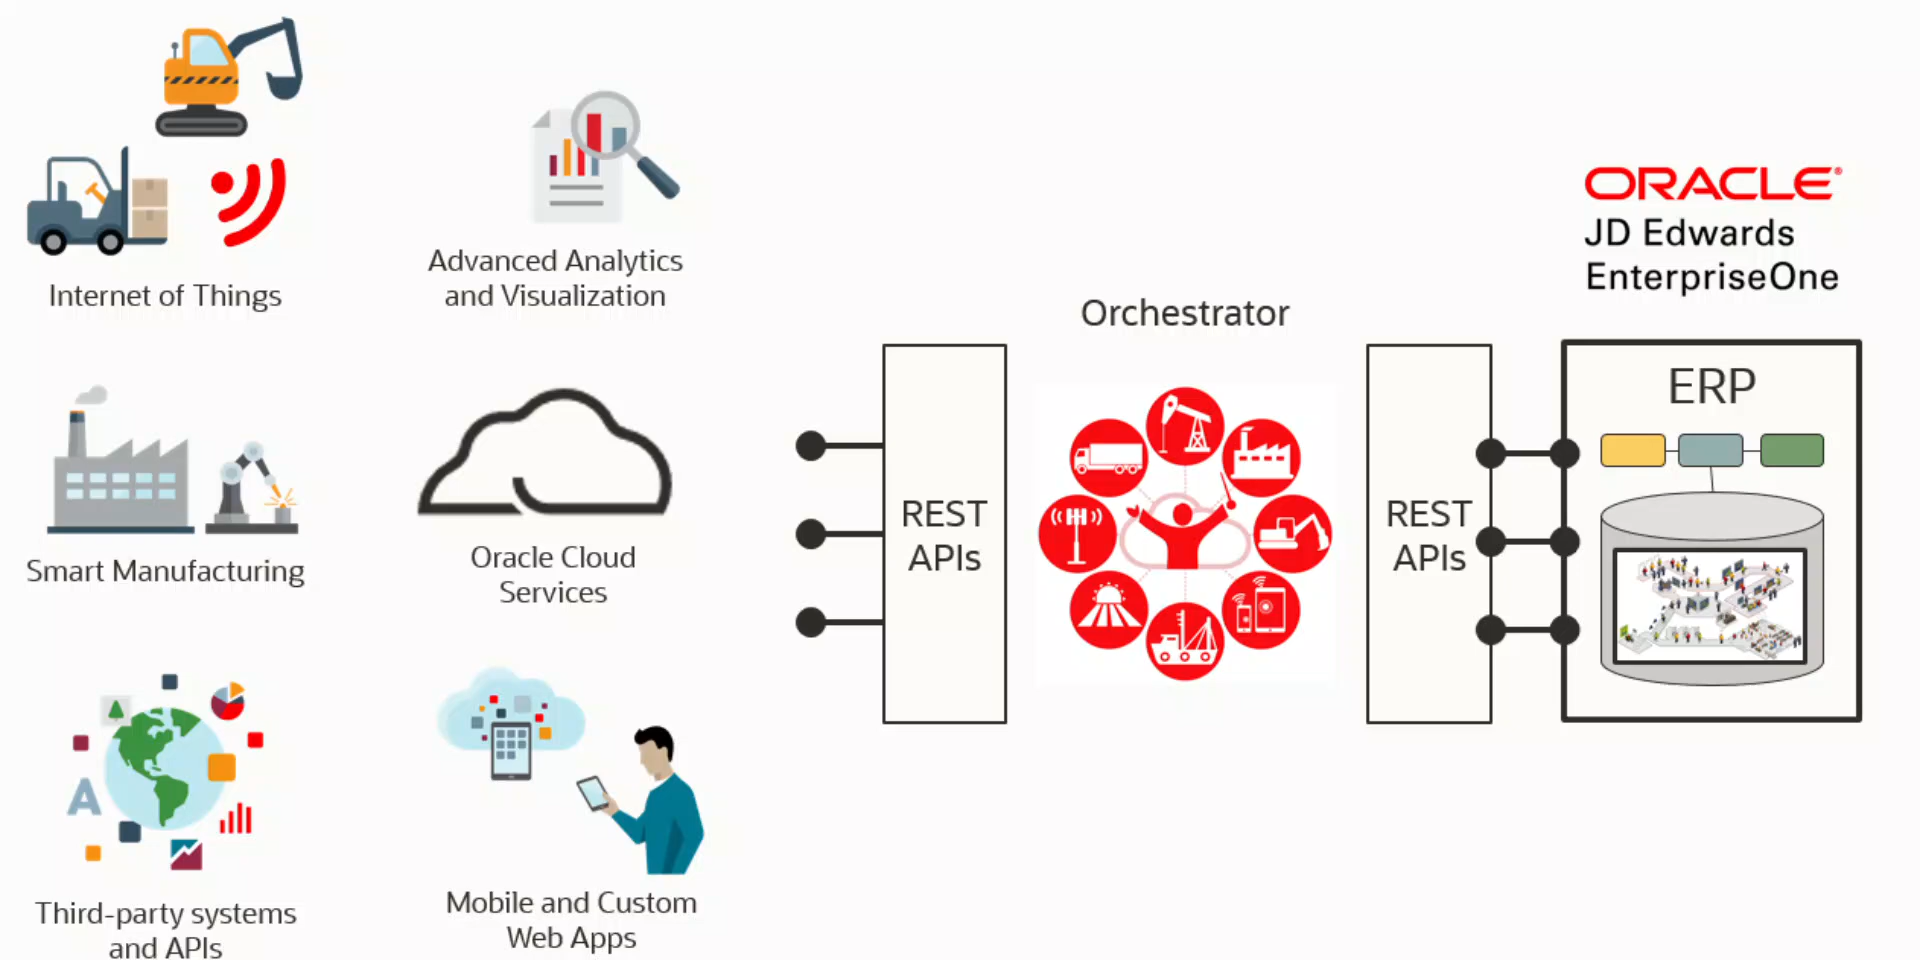 Internet of Things
Advanced Analytics
and Visualization
Smart Manufacturing
Oracle Cloud
Services
Third-party systems
and APIs
A
Mobile and Custom
Web Apps
REST
APIs
Orchestrator
REST
APIs
ORACLE®
JD Edwards
EnterpriseOne
ERP